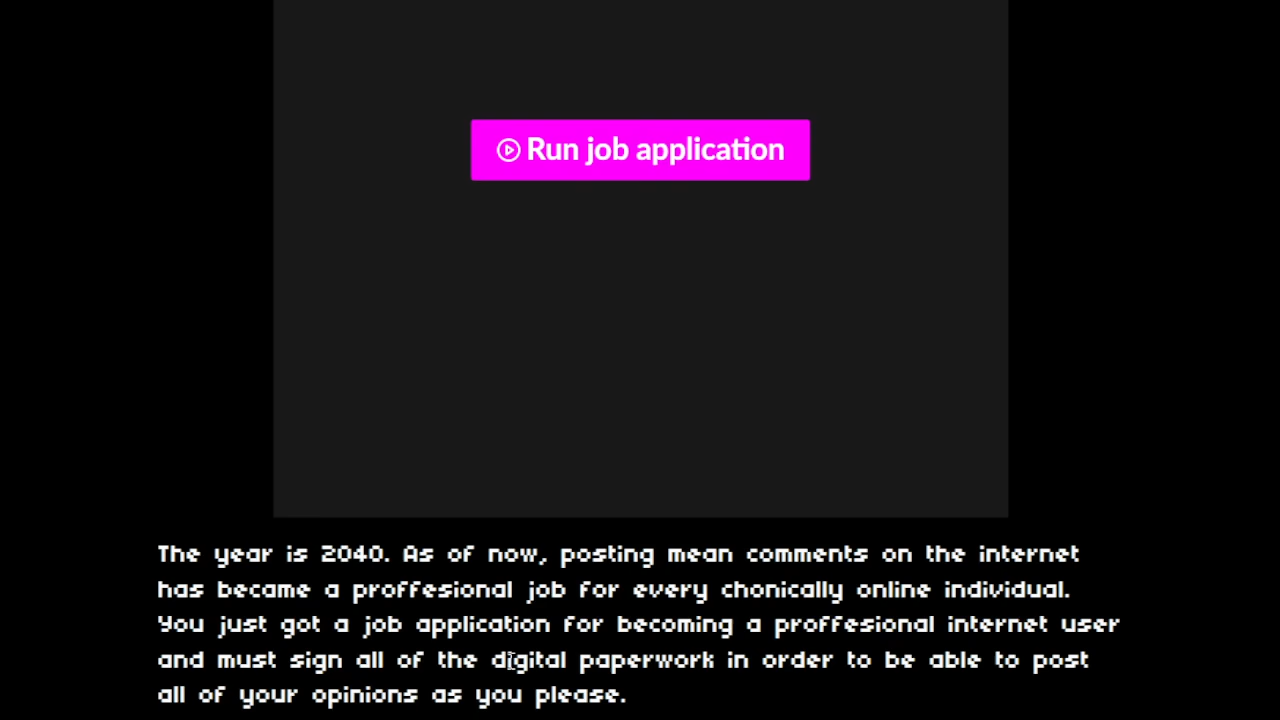 Run job application
The year is 2040. As of now, posting mean comments on the internet
has became a proffesional job for every chonically online individual.
You just got a job application for becoming a proffesional internet user
and must sign all of the digital paperwork in order to be able to post
all of your opinions as you please.